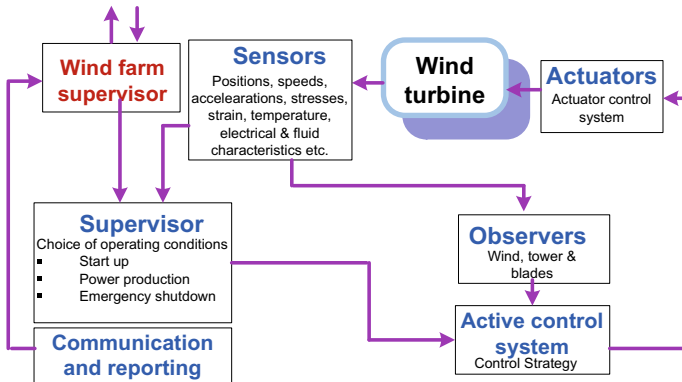 Wind farm
supervisor
Sensors
Positions, speeds,
accelearations, stresses,
strain, temperature,
electrical & fluid
characteristics etc.
Wind
turbine
Actuators
Actuator control
system
Supervisor
Choice of operating conditions
▪ Start up
▪ Power production
▪ Emergency shutdown
Observers
Wind, tower &
blades
Communication
and reporting
Active control
system
Control Strategy